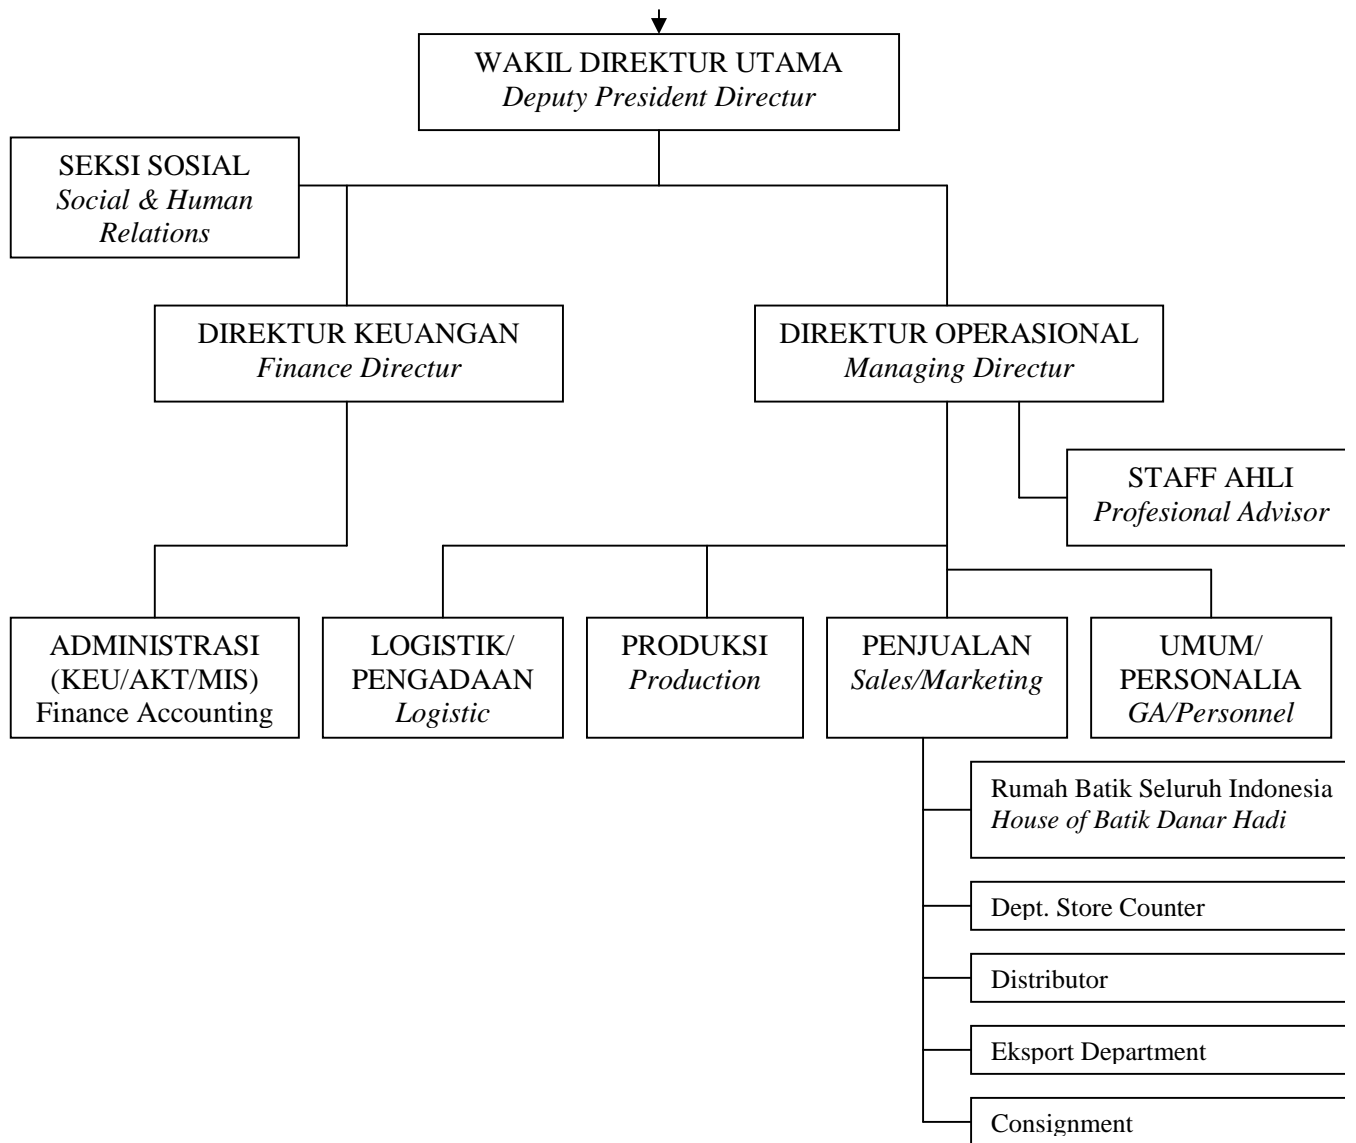 WAKIL DIREKTUR UTAMA
Deputy President Directur
SEKSI SOSIAL
Social & Human
Relations
DIREKTUR KEUANGAN
Finance Directur
DIREKTUR OPERASIONAL
Managing Directur
STAFF AHLI
Profesional Advisor
ADMINISTRASI
(KEU/AKT/MIS)
Finance Accounting
LOGISTIK/
PENGADAAN
Logistic
PRODUKSI
Production
PENJUALAN
Sales/Marketing
UMUM/
PERSONALIA
GA/Personnel
Rumah Batik Seluruh Indonesia
House of Batik Danar Hadi
Dept. Store Counter
Distributor
Eksport Department
Consignment